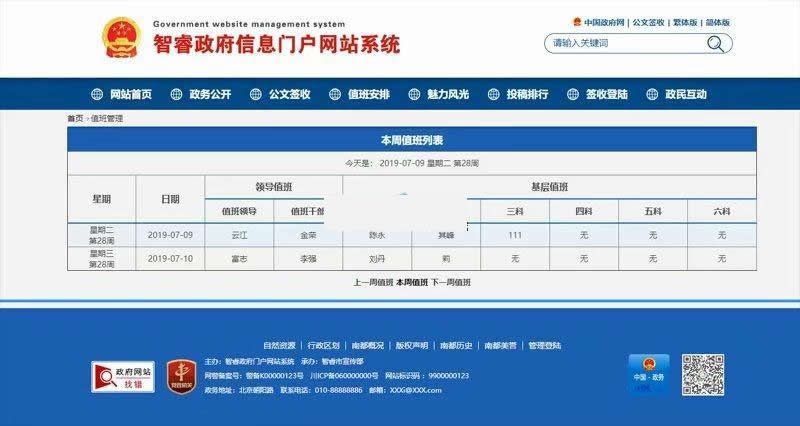 Government website management system
智睿政府信息门户网站系统
中国政府网 | 公文签收 | 繁体版 | 简体版
请输入关键词
网站首页 政务公开 公文签收 值班安排 魅力风光 投稿排行 签收登陆 政民互动
首页 > 值班管理
本周值班列表
今天是： 2019-07-09 星期二 第28周
星期 日期 领导值班 基层值班
值班领导 值班干部 三科 四科 五科 六科
星期二 第28周 2019-07-09 云江 金荣 陈永 其峰 111 无 无 无
星期三 第28周 2019-07-10 富志 李强 刘丹 莉 无 无 无 无
上一周值班 本周值班 下一周值班
自然资源 | 行政区划 | 南都概况 | 版权声明 | 南都历史 | 南都美誉 | 管理登陆
主办：智睿政府门户网站系统 承办：智睿市宣传部
网警备案号：警备K00000123号 川ICP备060000000号 网站标识码：9900000123
政府地址：北京朝阳路 联系电话：010-88888886 邮箱：XXG@XXX.com
政府网站
找错
党政机关
中国·政务